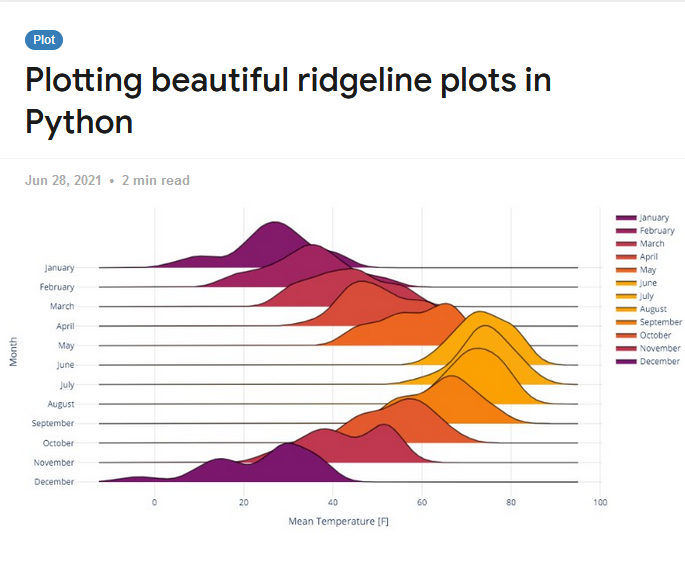 Plot
Plotting beautiful ridgeline plots in
Python
Jun 28, 2021 • 2 min read
January
February
March
April
May
June
July
August
September
October
November
December
Month
0 20 40 60 80 100
Mean Temperature [F]
January
February
March
April
May
June
July
August
September
October
November
December